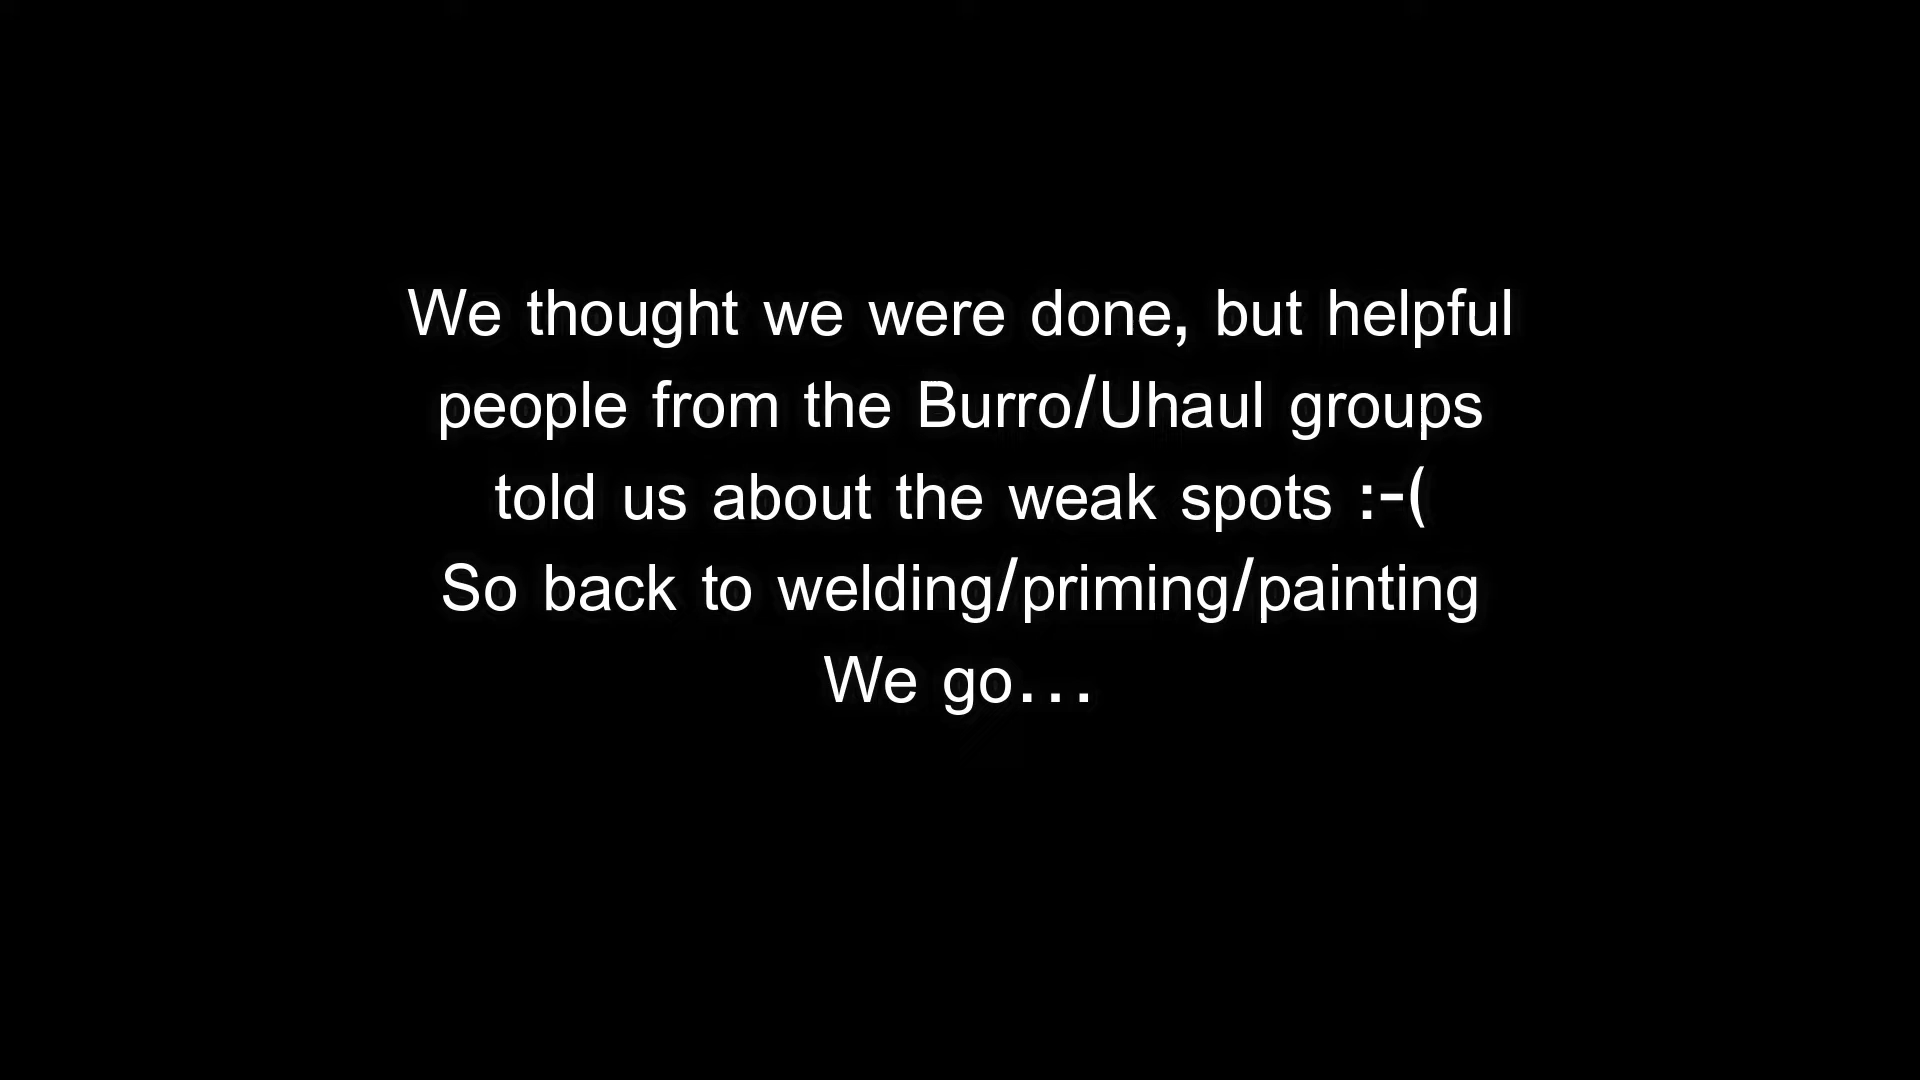 We thought we were done, but helpful
people from the Burro/Uhaul groups
told us about the weak spots :-(
So back to welding/priming/painting
We go...